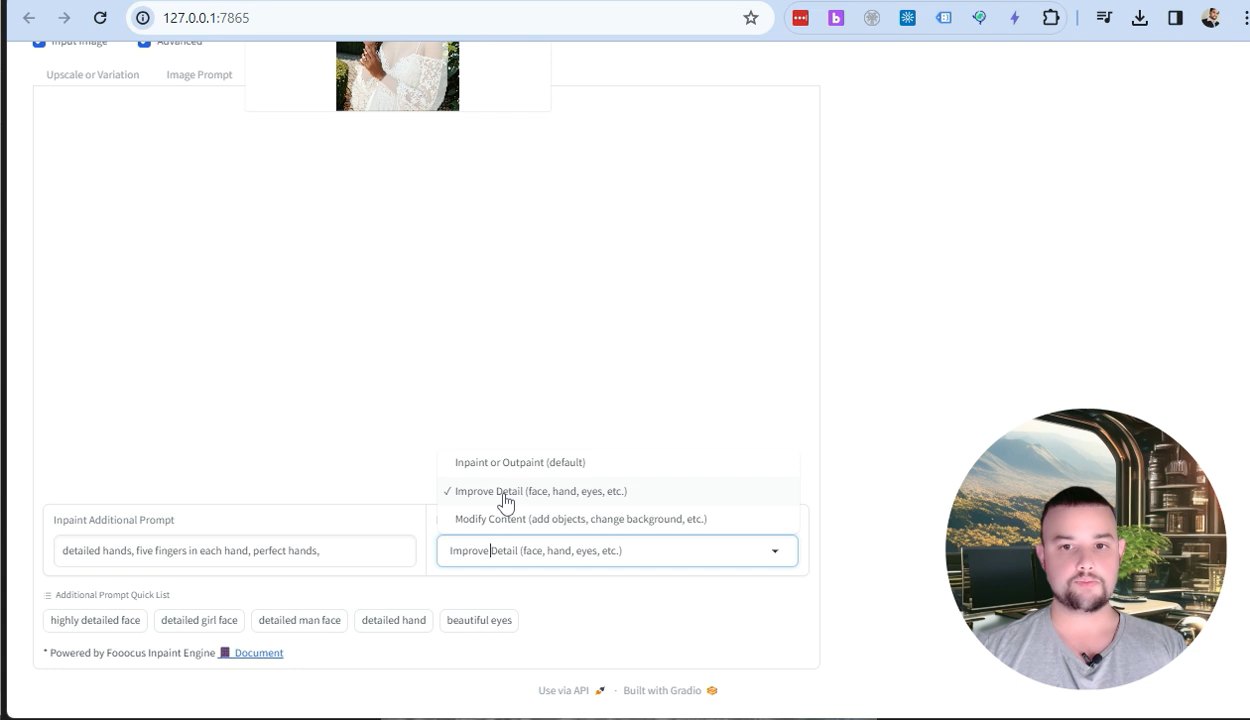 127.0.0.1:7865
Input Image Advanced
Upscale or Variation Image Prompt
Inpaint or Outpaint (default)
✓ Improve Detail (face, hand, eyes, etc.)
Modify Content (add objects, change background, etc.)
Inpaint Additional Prompt
detailed hands, five fingers in each hand, perfect hands,
Improve Detail (face, hand, eyes, etc.)
Additional Prompt Quick List
highly detailed face detailed girl face detailed man face detailed hand beautiful eyes
* Powered by Fooocus Inpaint Engine Document
Use via API · Built with Gradio